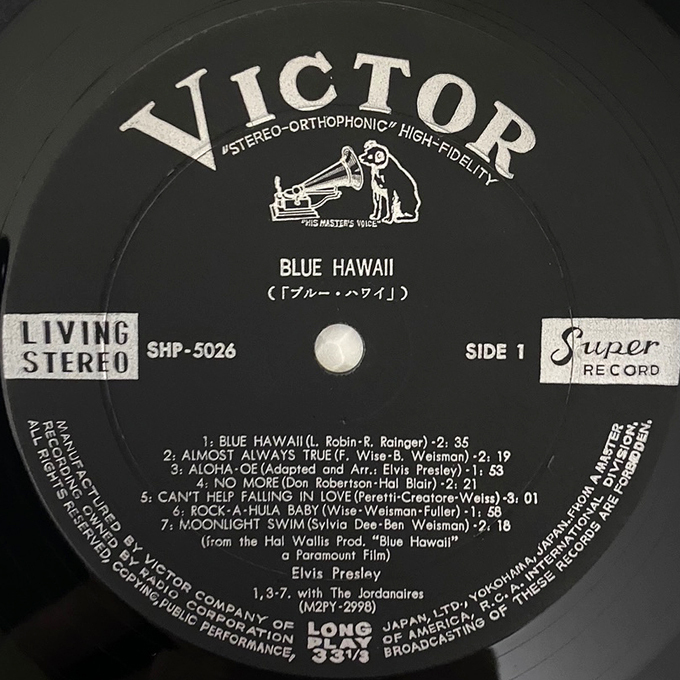 VICTOR
"STEREO-ORTHOPHONIC" HIGH-FIDELITY
"HIS MASTER'S VOICE"
BLUE HAWAII
(「ブルー・ハワイ」)
LIVING
STEREO
SHP-5026
SIDE 1
Super
RECORD
1: BLUE HAWAII (L. Robin-R. Rainger) -2: 35
2: ALMOST ALWAYS TRUE (F. Wise-B. Weisman) -2: 19
3: ALOHA-OE (Adapted and Arr.: Elvis Presley) -1: 53
4: NO MORE (Don Robertson-Hal Blair) -2: 21
5: CAN'T HELP FALLING IN LOVE (Peretti-Creatore-Weiss) -3: 01
6: ROCK-A-HULA BABY (Wise-Weisman-Fuller) -1: 58
7: MOONLIGHT SWIM (Sylvia Dee-Ben Weisman) -2: 18
(from the Hal Wallis Prod. "Blue Hawaii"
a Paramount Film)
Elvis Presley
1, 3-7. with The Jordanaires
(M2PY-2998)
LONG
PLAY
33 1/3
MANUFACTURED BY VICTOR COMPANY OF JAPAN, LTD., YOKOHAMA, JAPAN. FROM A MASTER
RECORDING OWNED BY RADIO CORPORATION OF AMERICA, R.C.A. INTERNATIONAL DIVISION.
ALL RIGHTS RESERVED, COPYING, PUBLIC PERFORMANCE, BROADCASTING OF THESE RECORDS ARE FORBIDDEN.